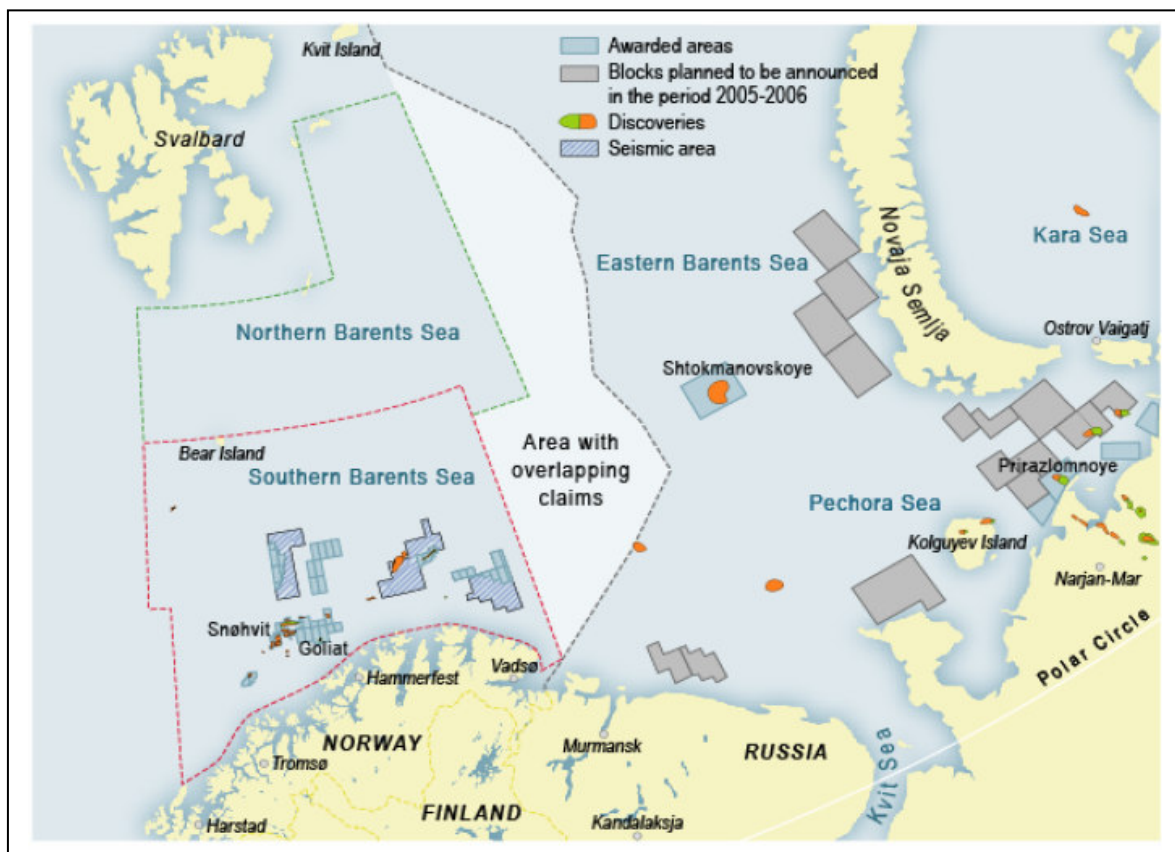 Kvit Island
Awarded areas
Blocks planned to be announced
in the period 2005-2006
Discoveries
Seismic area
Svalbard
Novaja Semlja
Kara Sea
Eastern Barents Sea
Northern Barents Sea
Ostrov Vaigatj
Shtokmanovskoye
Area with
overlapping
claims
Bear Island
Southern Barents Sea
Prirazlomnoye
Pechora Sea
Kolguyev Island
Narjan-Mar
Snøhvit
Goliat
Polar Circle
Vadsø
Hammerfest
NORWAY
Murmansk
RUSSIA
Kvit Sea
Tromsø
FINLAND
Harstad
Kandalaksja